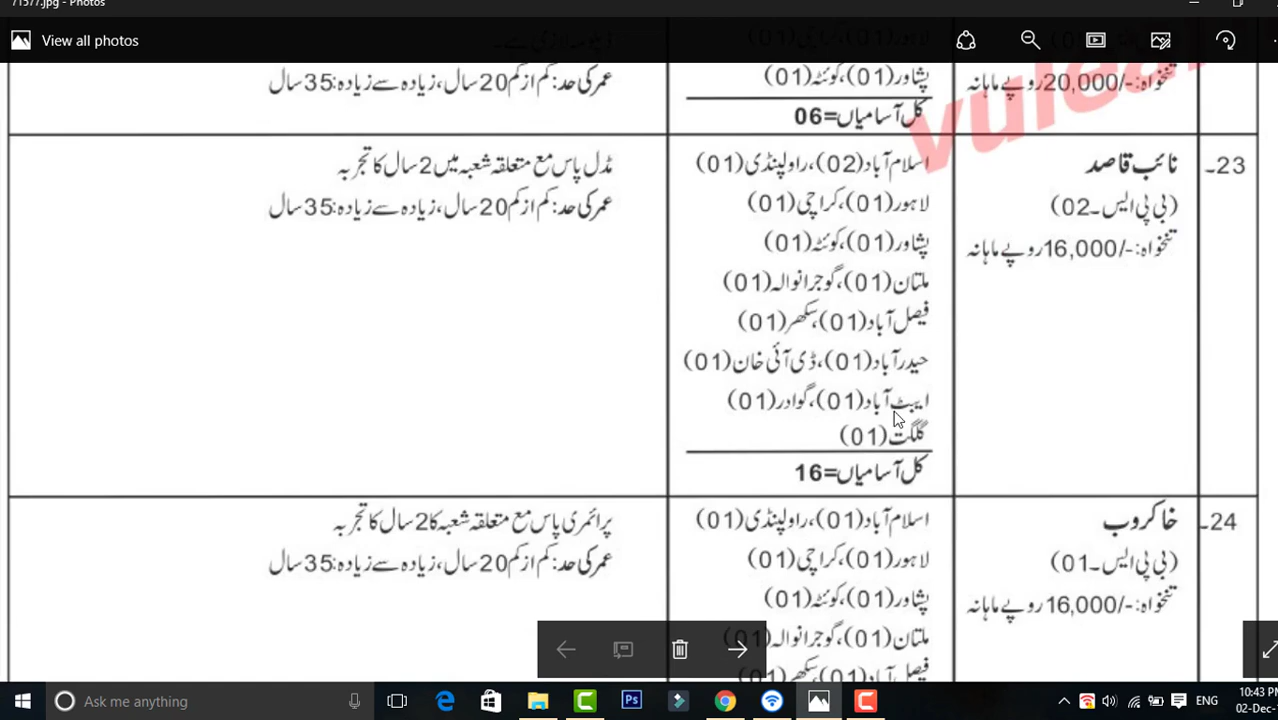 71577.jpg - Photos
View all photos
تنخواہ:-/20,000روپے ماہانہ
پشاور(01)،کوئٹہ(01)
عمر کی حد: کم از کم 20 سال، زیادہ سے زیادہ:35 سال
کل آسامیاں=06
23۔
نائب قاصد
(بی پی ایس۔02)
تنخواہ:-/16,000روپے ماہانہ
اسلام آباد(02)،راولپنڈی(01)
لاہور(01)،کراچی(01)
پشاور(01)،کوئٹہ(01)
ملتان(01)،گوجرانوالہ(01)
فیصل آباد(01)،سکھر(01)
حیدرآباد(01)،ڈی آئی خان(01)
ایبٹ آباد(01)،گوادر(01)
گلگت(01)
کل آسامیاں=16
مڈل پاس مع متعلقہ شعبہ میں 2 سال کا تجربہ
عمر کی حد: کم از کم 20 سال، زیادہ سے زیادہ:35 سال
24۔
خاکروب
(بی پی ایس۔01)
تنخواہ:-/16,000روپے ماہانہ
اسلام آباد(01)،راولپنڈی(01)
لاہور(01)،کراچی(01)
پشاور(01)،کوئٹہ(01)
ملتان(01)،گوجرانوالہ(01)
فیصل آباد(01)،سکھر(01)
پرائمری پاس مع متعلقہ شعبہ کا 2 سال کا تجربہ
عمر کی حد: کم از کم 20 سال، زیادہ سے زیادہ:35 سال
Ask me anything
ENG
10:43 PM
02-Dec-